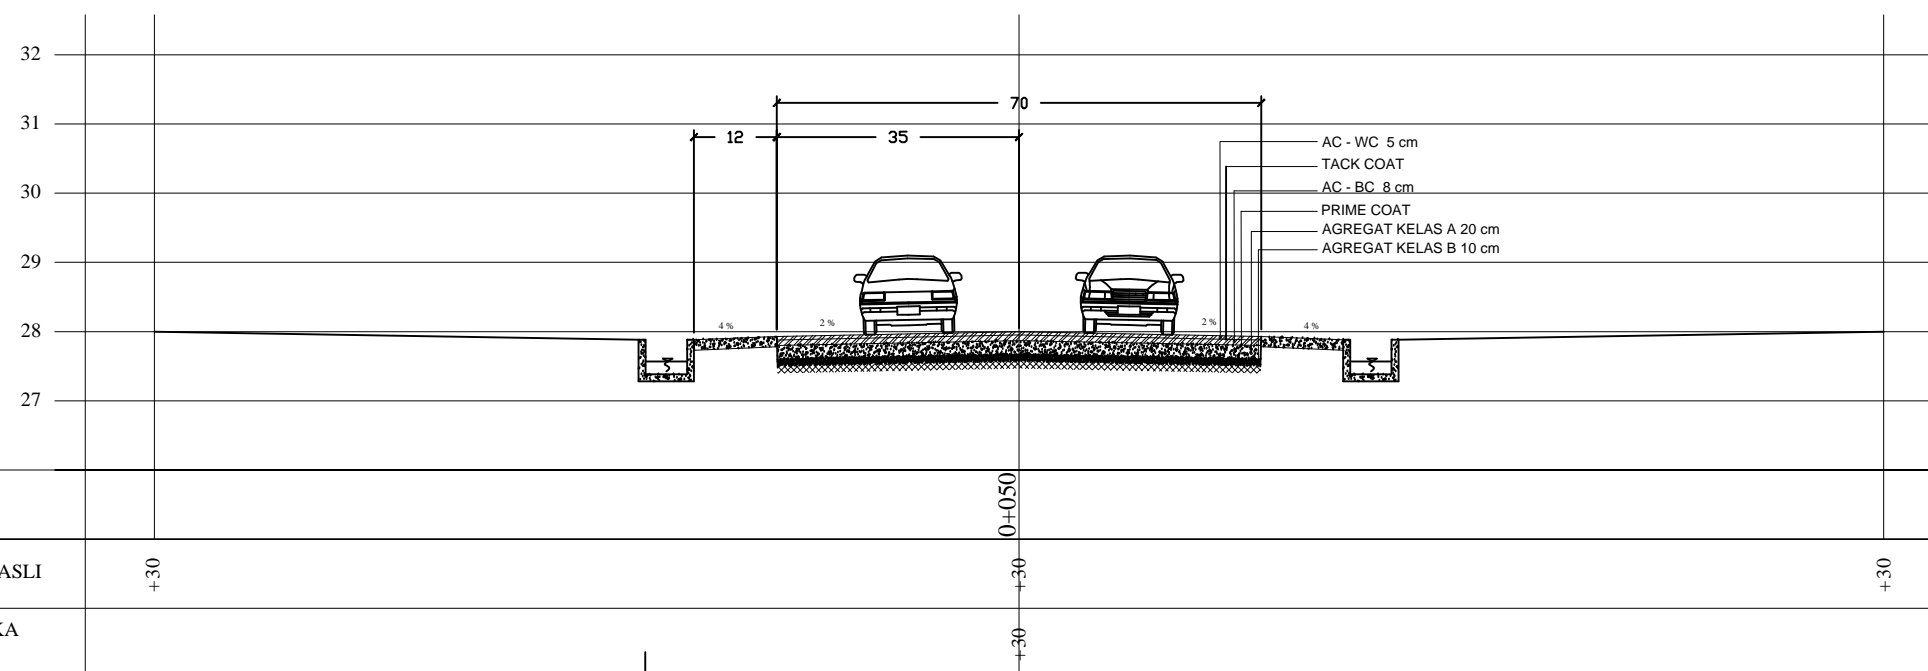 32
31
30
29
28
27
70
12
35
AC - WC 5 cm
TACK COAT
AC - BC 8 cm
PRIME COAT
AGREGAT KELAS A 20 cm
AGREGAT KELAS B 10 cm
4 %
2 %
2 %
4 %
0+050
ASLI
+30
+30
+30
KA
+30